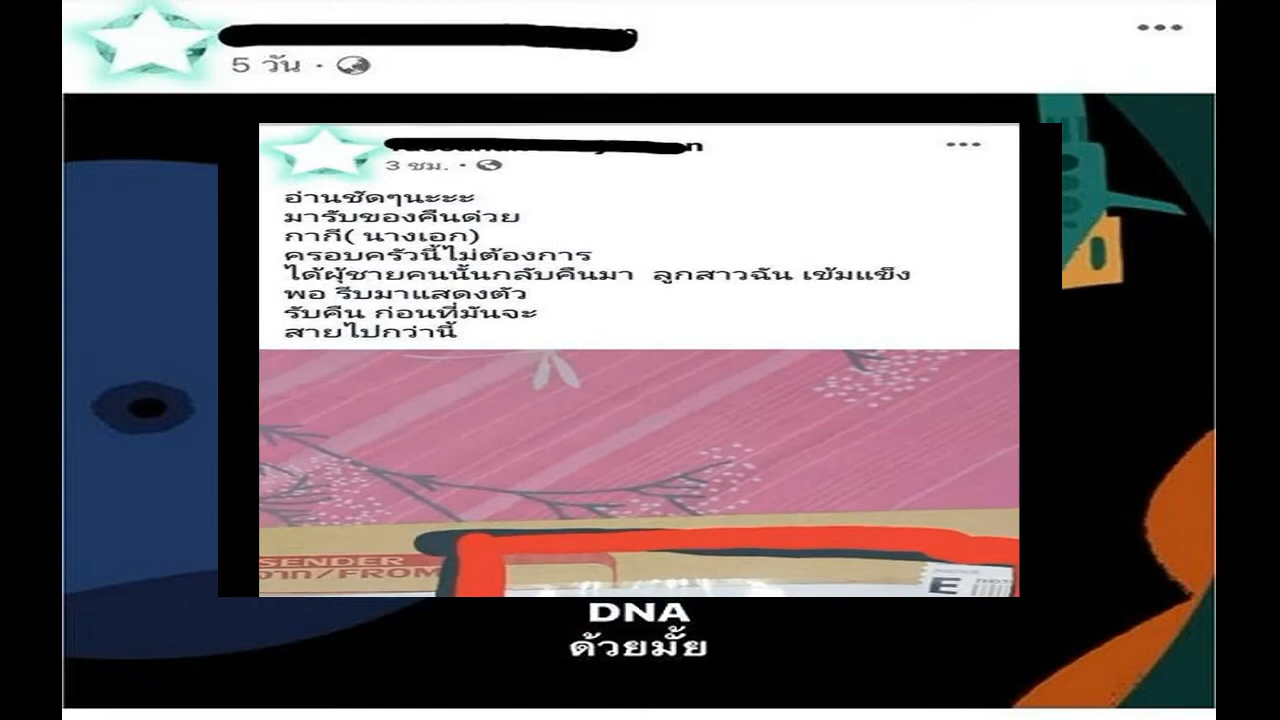 5 วัน
3 ชม.
อ่านชัดๆนะะะ
มารับของคืนด่วย
กากี( นางเอก)
ครอบครัวนี้ไม่ต้องการ
ได้ผุ้ชายคนนั้นกลับคืนมา ลูกสาวฉัน เข้มแข็ง
พอ รีบมาแสดงตัว
รับคืน ก่อนที่มันจะ
สายไปกว่านี้
SENDER
จาก/FROM
E
DNA
ด้วยมั้ย